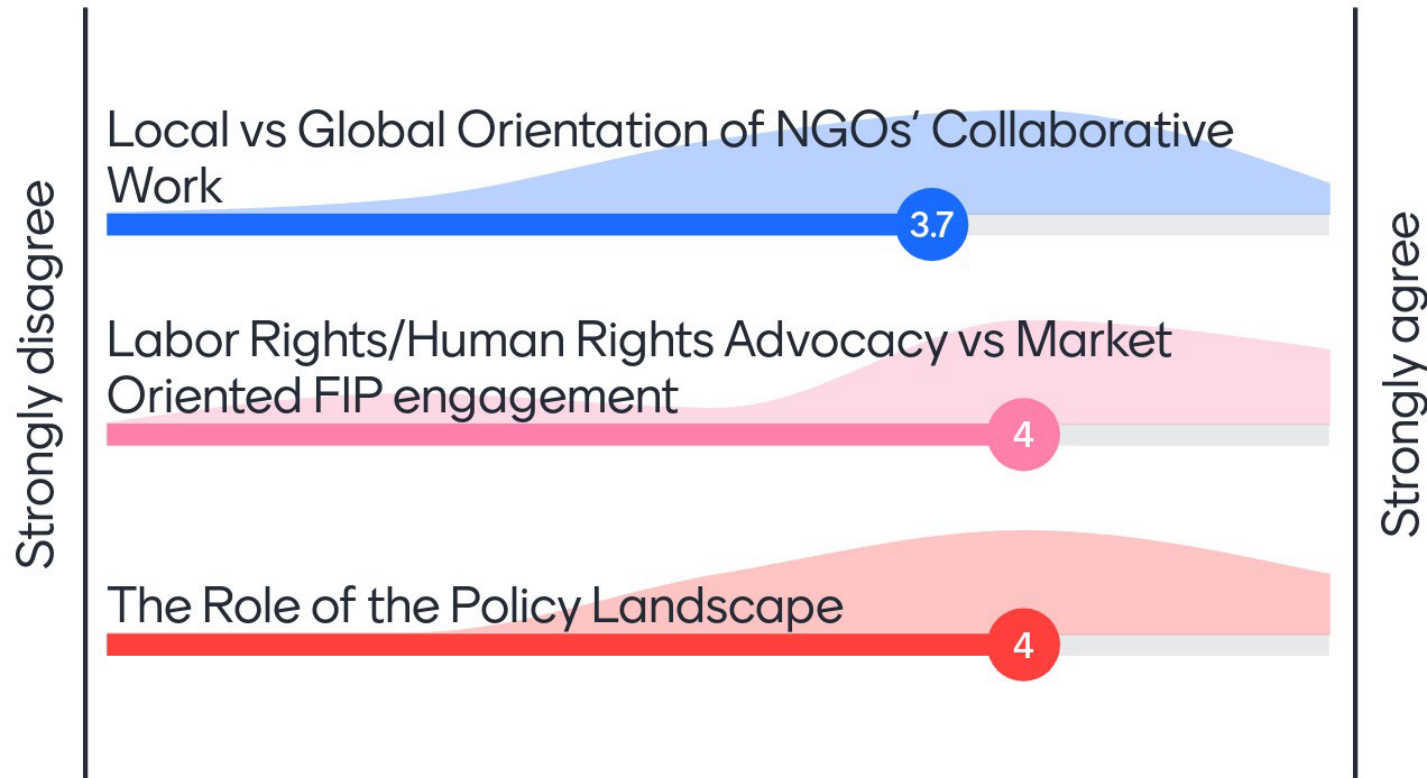 Strongly disagree
Local vs Global Orientation of NGOs’ Collaborative
Work
3.7
Labor Rights/Human Rights Advocacy vs Market
Oriented FIP engagement
4
The Role of the Policy Landscape
4
Strongly agree